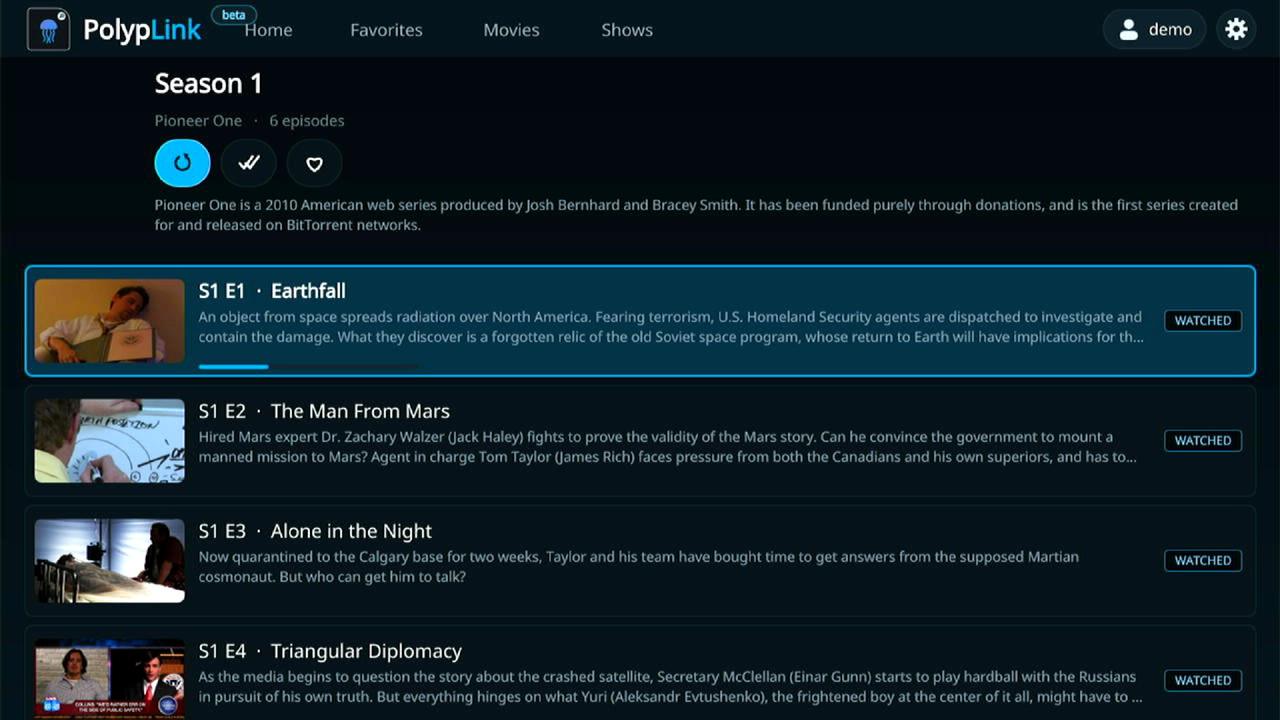 PolypLink
beta
Home
Favorites
Movies
Shows
demo
Season 1
Pioneer One · 6 episodes
Pioneer One is a 2010 American web series produced by Josh Bernhard and Bracey Smith. It has been funded purely through donations, and is the first series created
for and released on BitTorrent networks.
S1 E1 · Earthfall
An object from space spreads radiation over North America. Fearing terrorism, U.S. Homeland Security agents are dispatched to investigate and
contain the damage. What they discover is a forgotten relic of the old Soviet space program, whose return to Earth will have implications for th...
WATCHED
S1 E2 · The Man From Mars
Hired Mars expert Dr. Zachary Walzer (Jack Haley) fights to prove the validity of the Mars story. Can he convince the government to mount a
manned mission to Mars? Agent in charge Tom Taylor (James Rich) faces pressure from both the Canadians and his own superiors, and has to...
WATCHED
S1 E3 · Alone in the Night
Now quarantined to the Calgary base for two weeks, Taylor and his team have bought time to get answers from the supposed Martian
cosmonaut. But who can get him to talk?
WATCHED
S1 E4 · Triangular Diplomacy
As the media begins to question the story about the crashed satellite, Secretary McClellan (Einar Gunn) starts to play hardball with the Russians
in pursuit of his own truth. But everything hinges on what Yuri (Aleksandr Evtushenko), the frightened boy at the center of it all, might have to ...
WATCHED
COLLINS: "WE'D RATHER ERR ON
THE SIDE OF PUBLIC SAFETY"